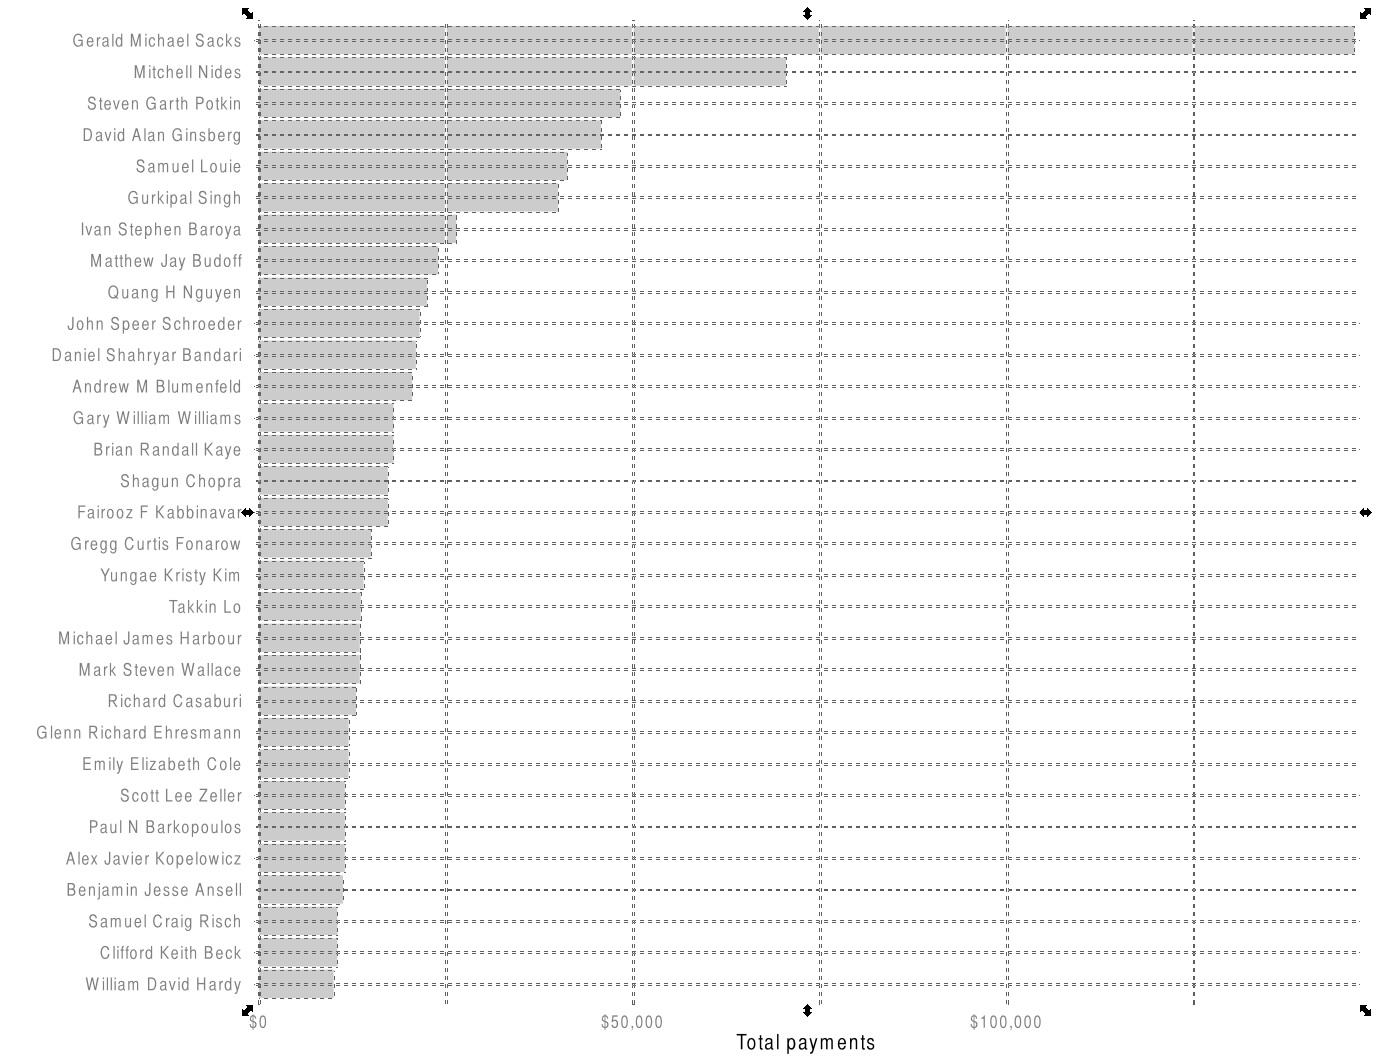 Gerald Michael Sacks
Mitchell Nides
Steven Garth Potkin
David Alan Ginsberg
Samuel Louie
Gurkipal Singh
Ivan Stephen Baroya
Matthew Jay Budoff
Quang H Nguyen
John Speer Schroeder
Daniel Shahryar Bandari
Andrew M Blumenfeld
Gary William Williams
Brian Randall Kaye
Shagun Chopra
Fairooz F Kabbinavar
Gregg Curtis Fonarow
Yungae Kristy Kim
Takkin Lo
Michael James Harbour
Mark Steven Wallace
Richard Casaburi
Glenn Richard Ehresmann
Emily Elizabeth Cole
Scott Lee Zeller
Paul N Barkopoulos
Alex Javier Kopelowicz
Benjamin Jesse Ansell
Samuel Craig Risch
Clifford Keith Beck
William David Hardy
$0 $50,000 $100,000
Total payments